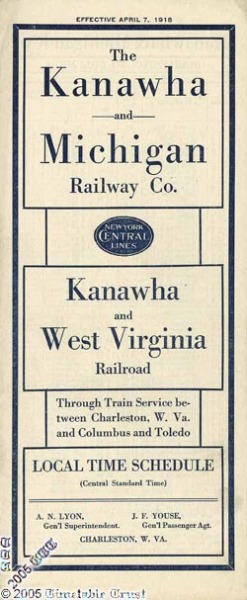 EFFECTIVE APRIL 7, 1918
The
Kanawha
and
Michigan
Railway Co.
NEW YORK
CENTRAL
LINES
Kanawha
and
West Virginia
Railroad
Through Train Service be-
tween Charleston, W. Va.
and Columbus and Toledo
LOCAL TIME SCHEDULE
(Central Standard Time)
A. N. LYON, J. F. YOUSE,
Gen'l Superintendent. Gen'l Passenger Agt.
CHARLESTON, W. VA.
© 2005 Timetable Trust